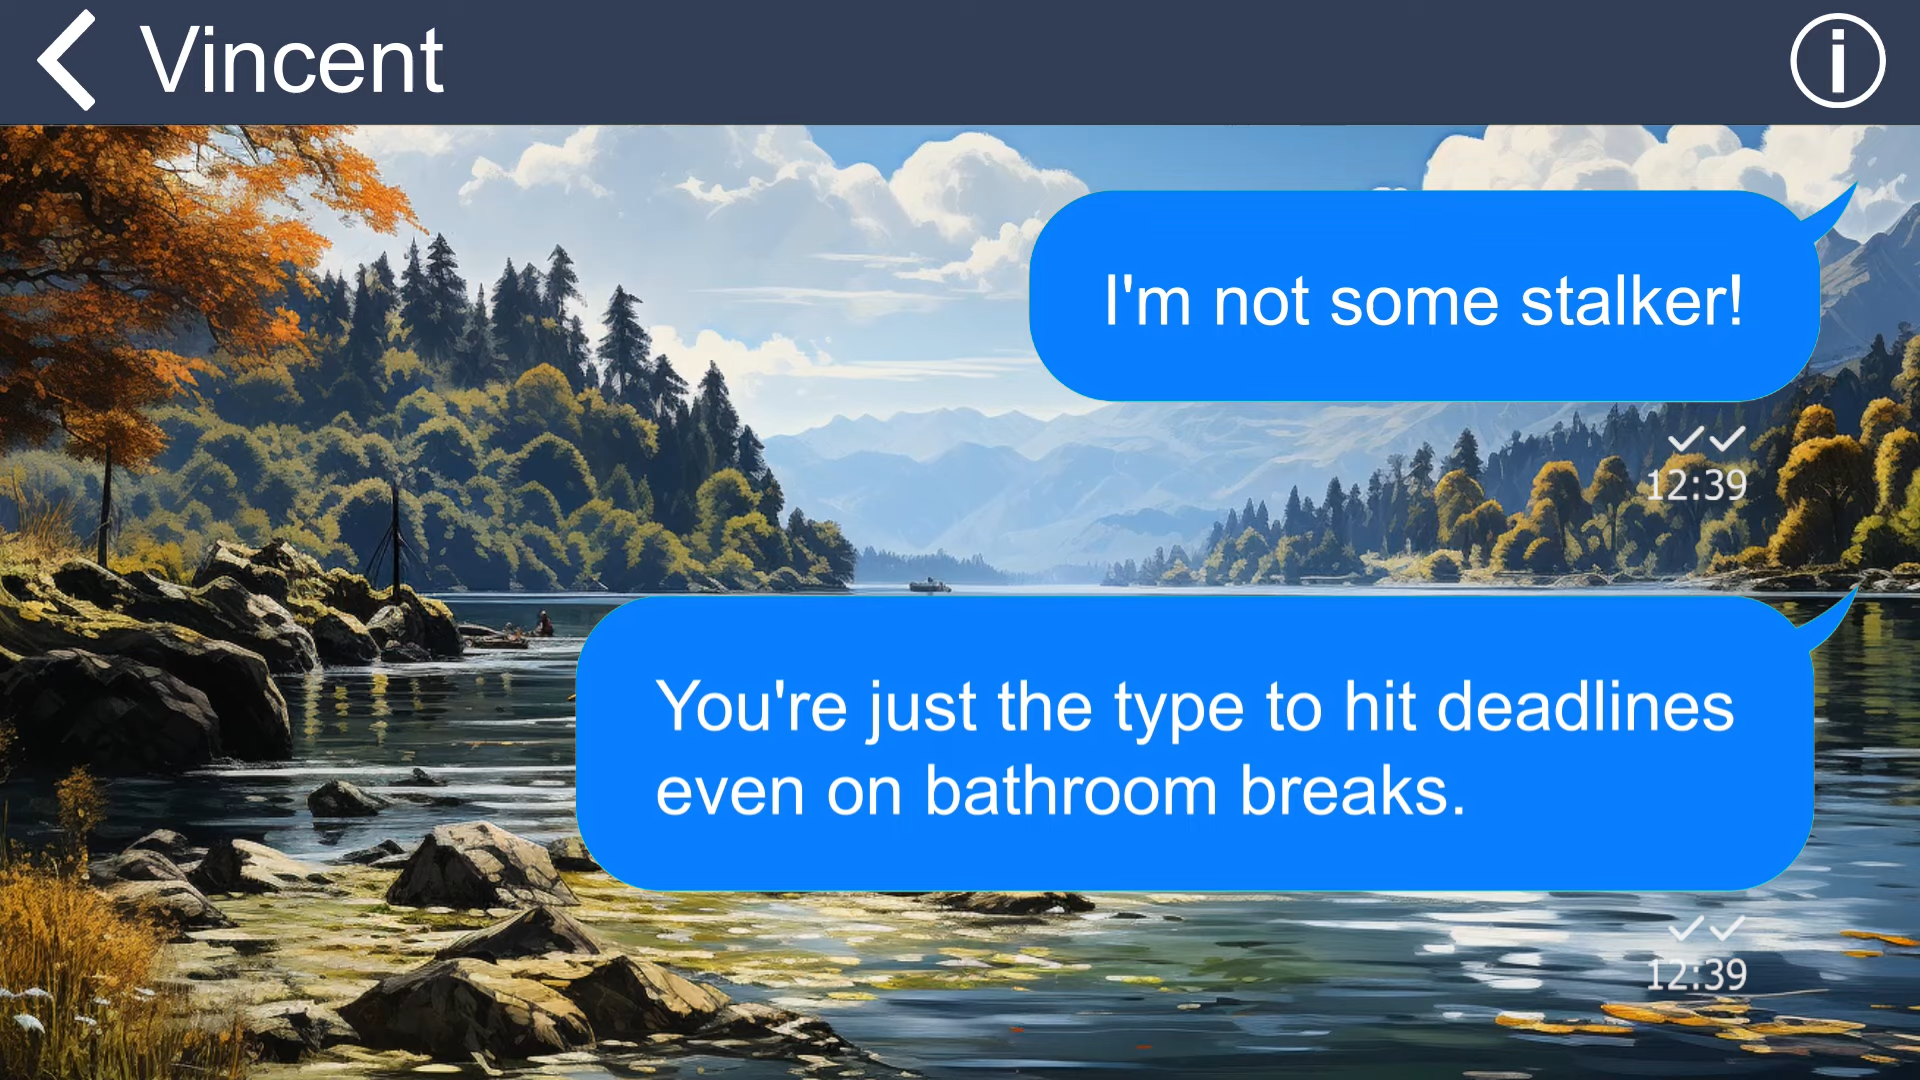 Vincent
I'm not some stalker!
12:39
You're just the type to hit deadlines
even on bathroom breaks.
12:39